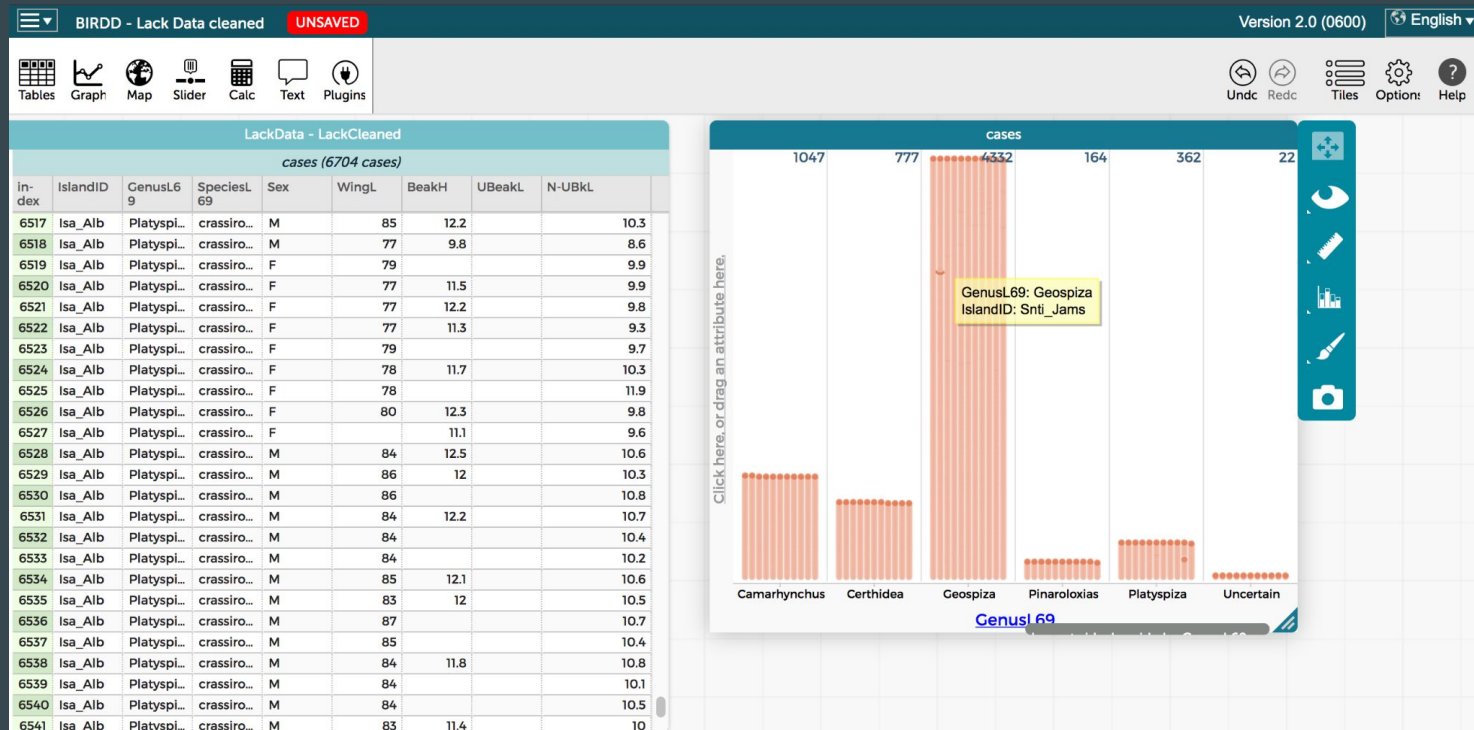 BIRDD - Lack Data cleaned UNSAVED Version 2.0 (0600) English
Tables Graph Map Slider Calc Text Plugins Undc Redc Tiles Option: Help
LackData - LackCleaned
cases (6704 cases)
in-dex IslandID GenusL69 SpeciesL69 Sex WingL BeakH UBeakL N-UBkL
6517 Isa_Alb Platyspi... crassiro... M 85 12.2 10.3
6518 Isa_Alb Platyspi... crassiro... M 77 9.8 8.6
6519 Isa_Alb Platyspi... crassiro... F 79 9.9
6520 Isa_Alb Platyspi... crassiro... F 77 11.5 9.9
6521 Isa_Alb Platyspi... crassiro... F 77 12.2 9.8
6522 Isa_Alb Platyspi... crassiro... F 77 11.3 9.3
6523 Isa_Alb Platyspi... crassiro... F 79 9.7
6524 Isa_Alb Platyspi... crassiro... F 78 11.7 10.3
6525 Isa_Alb Platyspi... crassiro... F 78 11.9
6526 Isa_Alb Platyspi... crassiro... F 80 12.3 9.8
6527 Isa_Alb Platyspi... crassiro... F 11.1 9.6
6528 Isa_Alb Platyspi... crassiro... M 84 12.5 10.6
6529 Isa_Alb Platyspi... crassiro... M 86 12 10.3
6530 Isa_Alb Platyspi... crassiro... M 86 10.8
6531 Isa_Alb Platyspi... crassiro... M 84 12.2 10.7
6532 Isa_Alb Platyspi... crassiro... M 84 10.4
6533 Isa_Alb Platyspi... crassiro... M 84 10.2
6534 Isa_Alb Platyspi... crassiro... M 85 12.1 10.6
6535 Isa_Alb Platyspi... crassiro... M 83 12 10.5
6536 Isa_Alb Platyspi... crassiro... M 87 10.7
6537 Isa_Alb Platyspi... crassiro... M 85 10.4
6538 Isa_Alb Platyspi... crassiro... M 84 11.8 10.8
6539 Isa_Alb Platyspi... crassiro... M 84 10.1
6540 Isa_Alb Platyspi... crassiro... M 84 10.5
6541 Isa_Alb Platyspi... crassiro... M 83 11.4 10
cases
1047 777 4332 164 362 22
Click here, or drag an attribute here.
GenusL69: Geospiza
IslandID: Snti_Jams
Camarhynchus Certhidea Geospiza Pinaroloxias Platyspiza Uncertain
GenusL69